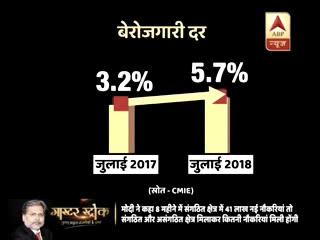 बेरोजगारी दर
ABP
न्यूज़
3.2%
5.7%
जुलाई 2017
जुलाई 2018
(स्रोत - CMIE)
मास्टर स्ट्रोक
मोदी ने कहा 8 महीने में संगठित क्षेत्र में 41 लाख नई नौकरियां तो
संगठित और असंगठित क्षेत्र मिलाकर कितनी नौकरियां मिली होंगी